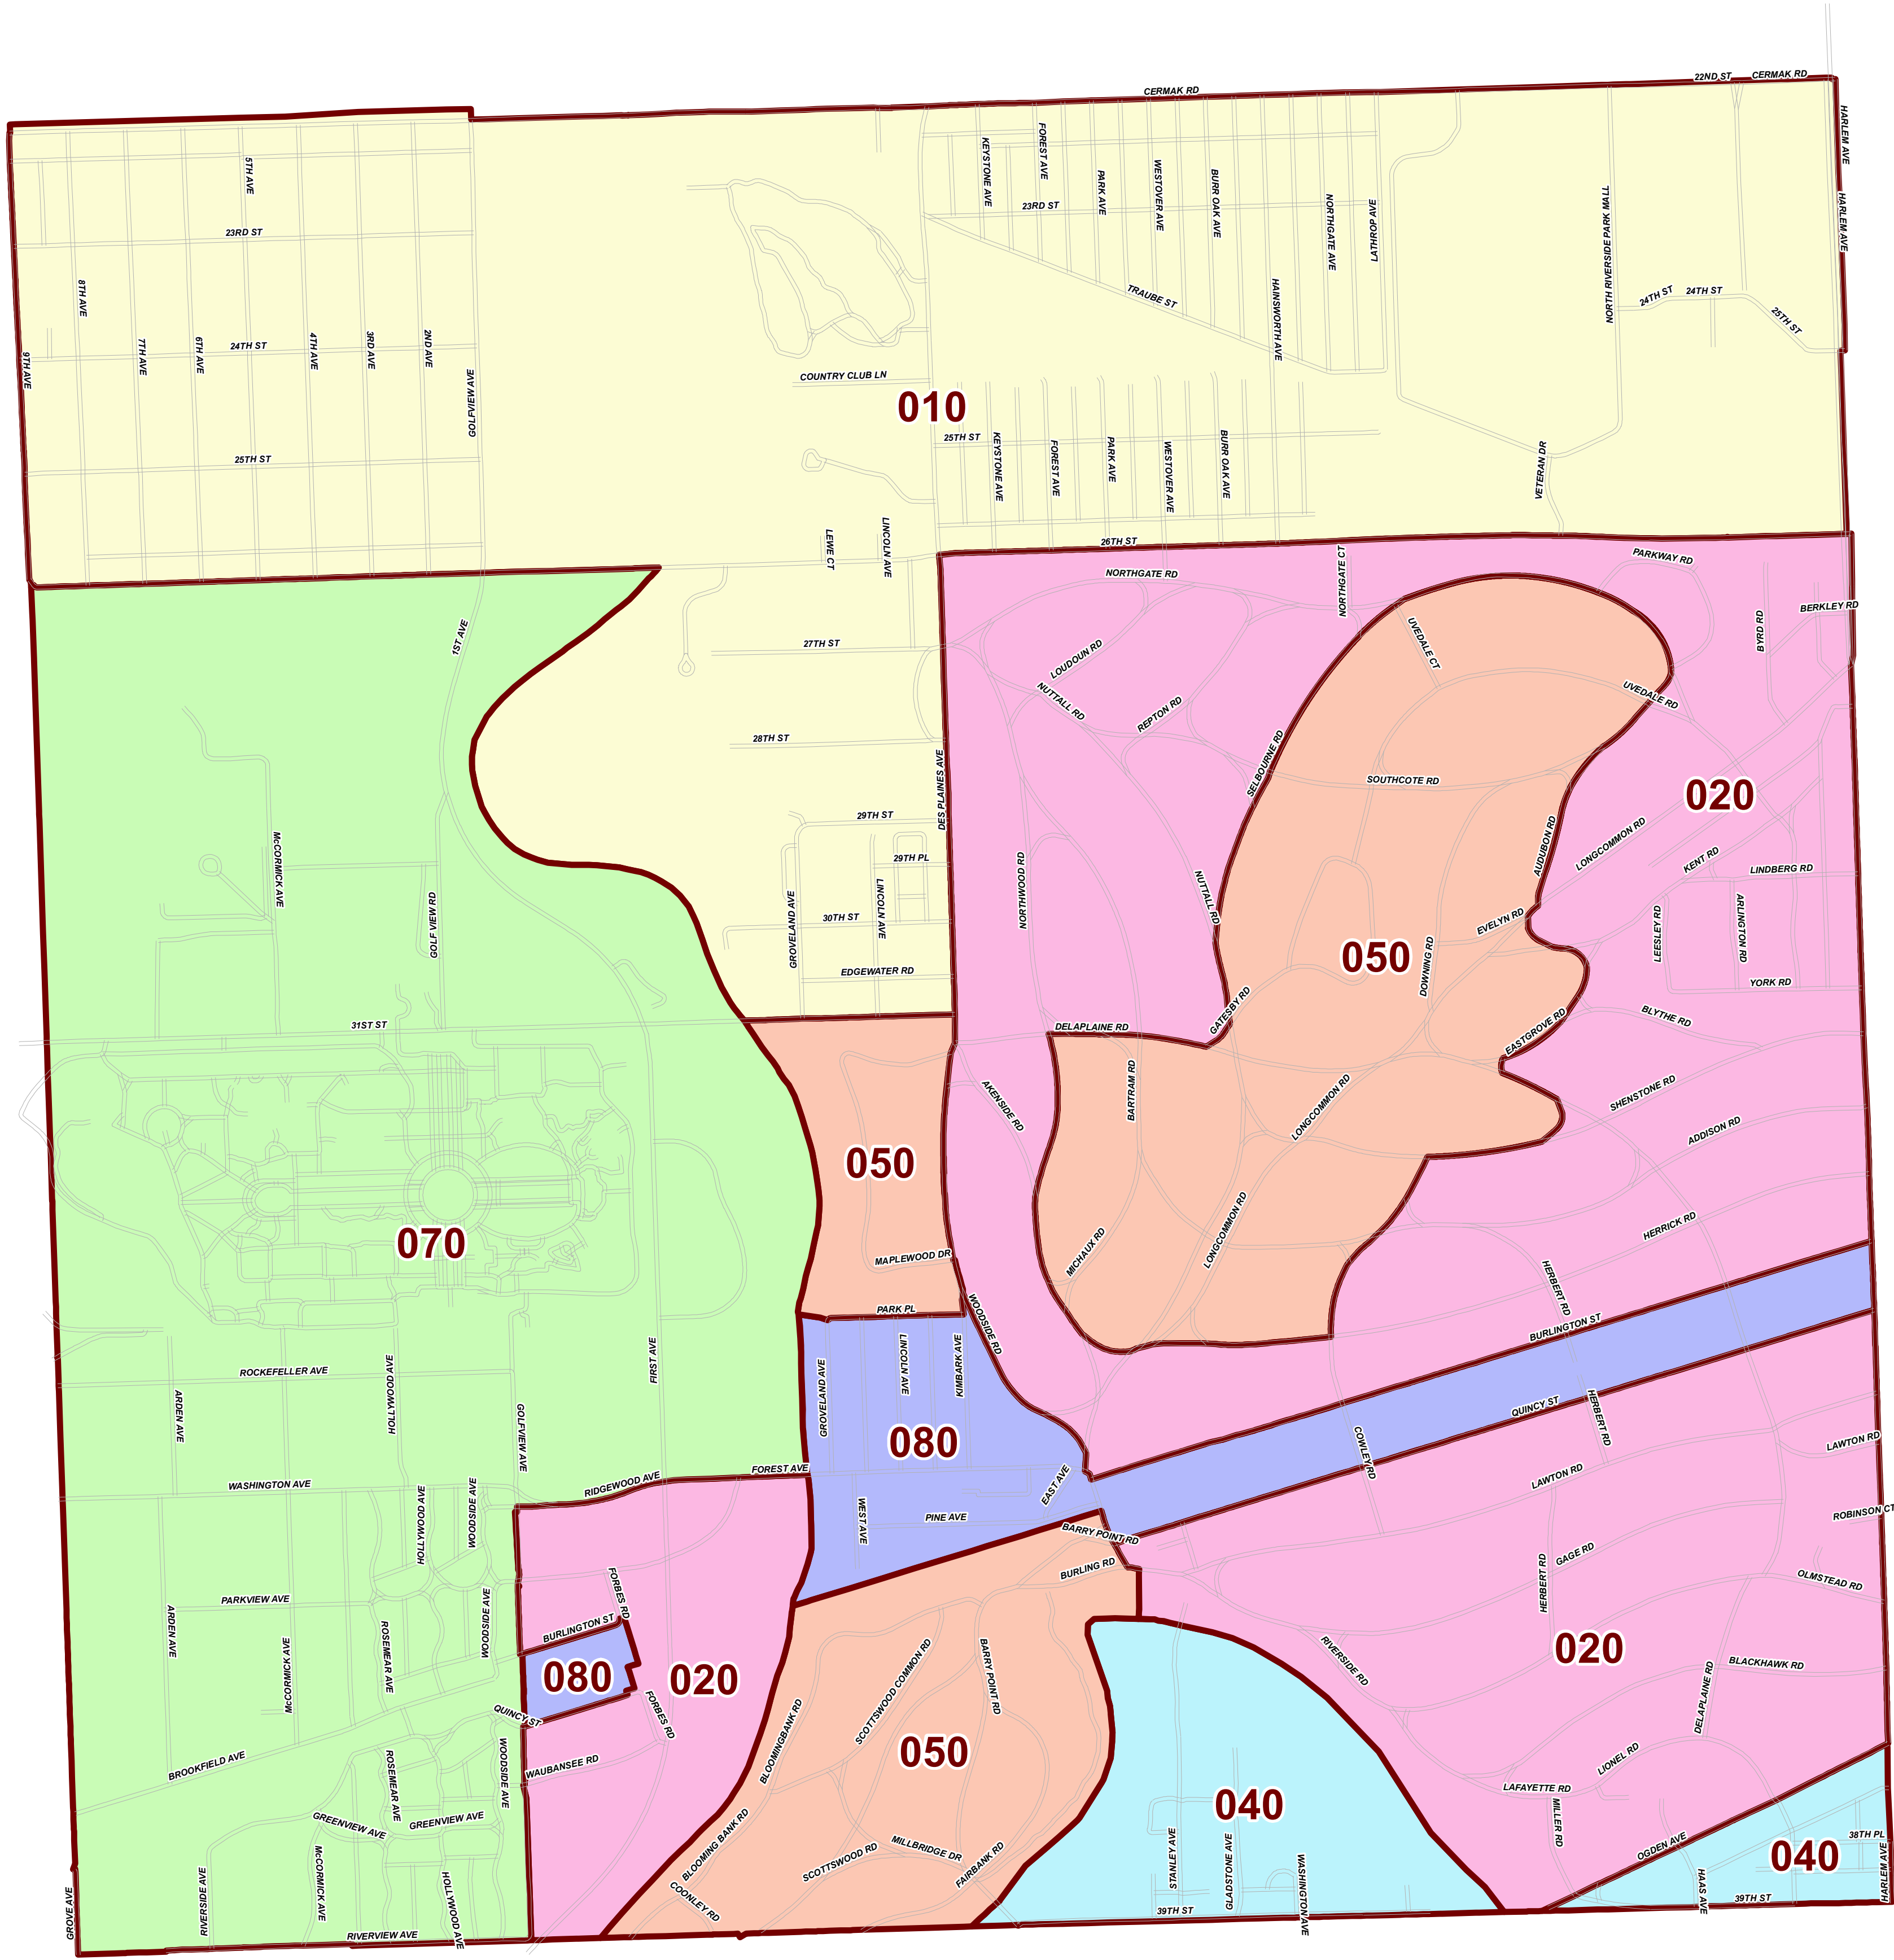 22ND ST
CERMAK RD
CERMAK RD
HARLEM AVE
HARLEM AVE
5TH AVE
KEYSTONE AVE
FOREST AVE
PARK AVE
WESTOVER AVE
BURR OAK AVE
NORTHGATE AVE
LATHROP AVE
NORTH RIVERSIDE PARK MALL
23RD ST
23RD ST
8TH AVE
TRAUBE ST
HAINSWORTH AVE
24TH ST
24TH ST
25TH ST
9TH AVE
7TH AVE
6TH AVE
24TH ST
4TH AVE
3RD AVE
2ND AVE
GOLFVIEW AVE
COUNTRY CLUB LN
010
25TH ST
KEYSTONE AVE
FOREST AVE
PARK AVE
WESTOVER AVE
BURR OAK AVE
VETERAN DR
25TH ST
LEWE CT
LINCOLN AVE
26TH ST
NORTHGATE RD
NORTHGATE CT
PARKWAY RD
BYRD RD
BERKLEY RD
1ST AVE
27TH ST
LOUDOUN RD
UVEDALE CT
NUTTALL RD
REPTON RD
UVEDALE RD
28TH ST
DES PLAINES AVE
SELBOURNE RD
SOUTHCOTE RD
020
29TH ST
29TH PL
McCORMICK AVE
GOLF VIEW RD
GROVELAND AVE
LINCOLN AVE
30TH ST
NORTHWOOD RD
NUTTALL RD
AUDUBON RD
LONGCOMMON RD
KENT RD
LINDBERG RD
EVELYN RD
LEESLEY RD
ARLINGTON RD
050
DOWNING RD
EDGEWATER RD
YORK RD
31ST ST
DELAPLAINE RD
GATESBY RD
EASTGROVE RD
BLYTHE RD
AKENSIDE RD
BARTRAM RD
LONGCOMMON RD
SHENSTONE RD
ADDISON RD
050
070
MAPLEWOOD DR
MICHAUX RD
LONGCOMMON RD
HERRICK RD
HERBERT RD
PARK PL
WOODSIDE RD
BURLINGTON ST
ROCKEFELLER AVE
ARDEN AVE
HOLLYWOOD AVE
GOLFVIEW AVE
FIRST AVE
GROVELAND AVE
LINCOLN AVE
KIMBARK AVE
080
QUINCY ST
HERBERT RD
COWLEY RD
LAWTON RD
LAWTON RD
WASHINGTON AVE
RIDGEWOOD AVE
FOREST AVE
HOLLYWOOD AVE
WOODSIDE AVE
WEST AVE
PINE AVE
EAST AVE
BARRY POINT RD
BURLING RD
ROBINSON CT
GAGE RD
HERBERT RD
OLMSTEAD RD
PARKVIEW AVE
ARDEN AVE
McCORMICK AVE
ROSEMEAR AVE
WOODSIDE AVE
FORBES RD
BURLINGTON ST
080
020
BLOOMINGBANK RD
SCOTTSWOOD COMMON RD
BARRY POINT RD
RIVERSIDE RD
020
DELAPLAINE RD
BLACKHAWK RD
QUINCY ST
FORBES RD
BROOKFIELD AVE
ROSEMEAR AVE
WOODSIDE AVE
WAUBANSEE RD
050
040
LIONEL RD
LAFAYETTE RD
MILLER RD
GREENVIEW AVE
GREENVIEW AVE
BLOOMING BANK RD
SCOTTSWOOD RD
MILLBRIDGE DR
FAIRBANK RD
STANLEY AVE
GLADSTONE AVE
WASHINGTON AVE
OGDEN AVE
38TH PL
040
HAAS AVE
HARLEM AVE
39TH ST
39TH ST
GROVE AVE
RIVERSIDE AVE
McCORMICK AVE
HOLLYWOOD AVE
COONLEY RD
RIVERVIEW AVE